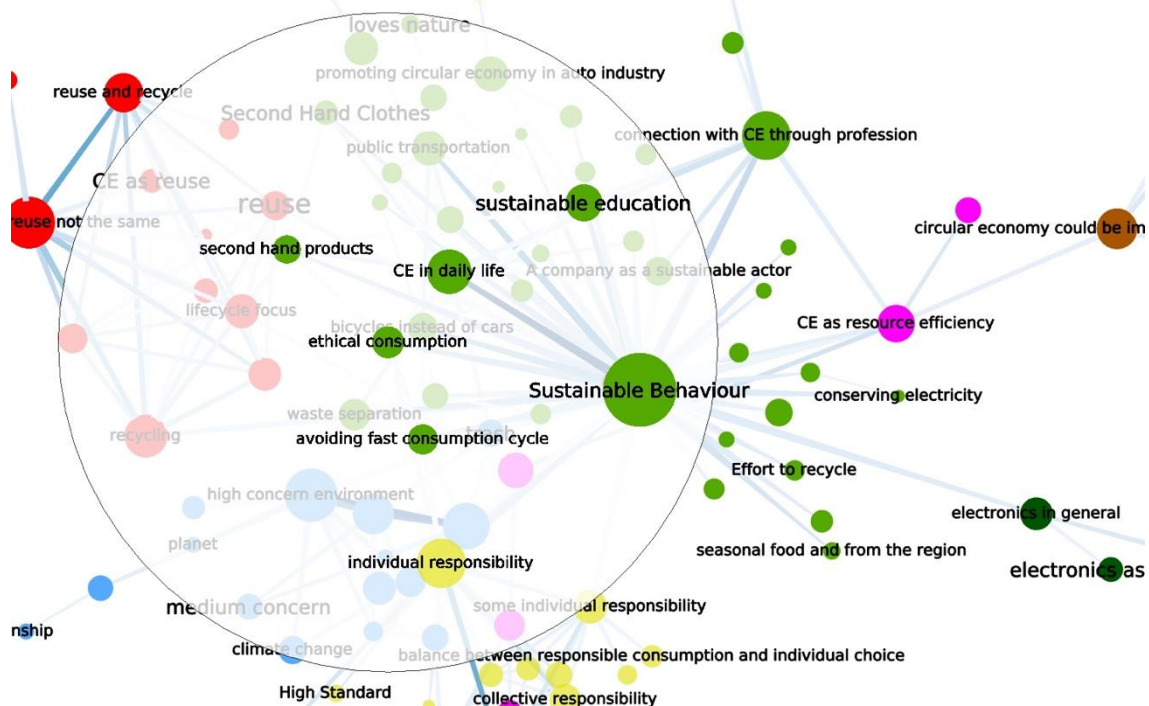 loves nature
promoting circular economy in auto industry
reuse and recycle
Second Hand Clothes
connection with CE through profession
public transportation
CE as reuse
reuse
sustainable education
reuse not the same
circular economy could be im
second hand products
CE in daily life
A company as a sustainable actor
lifecycle focus
bicycles instead of cars
CE as resource efficiency
ethical consumption
Sustainable Behaviour
conserving electricity
waste separation
recycling
trash
avoiding fast consumption cycle
Effort to recycle
high concern environment
electronics in general
planet
seasonal food and from the region
individual responsibility
electronics as
medium concern
some individual responsibility
nship
climate change
balance between responsible consumption and individual choice
High Standard
collective responsibility